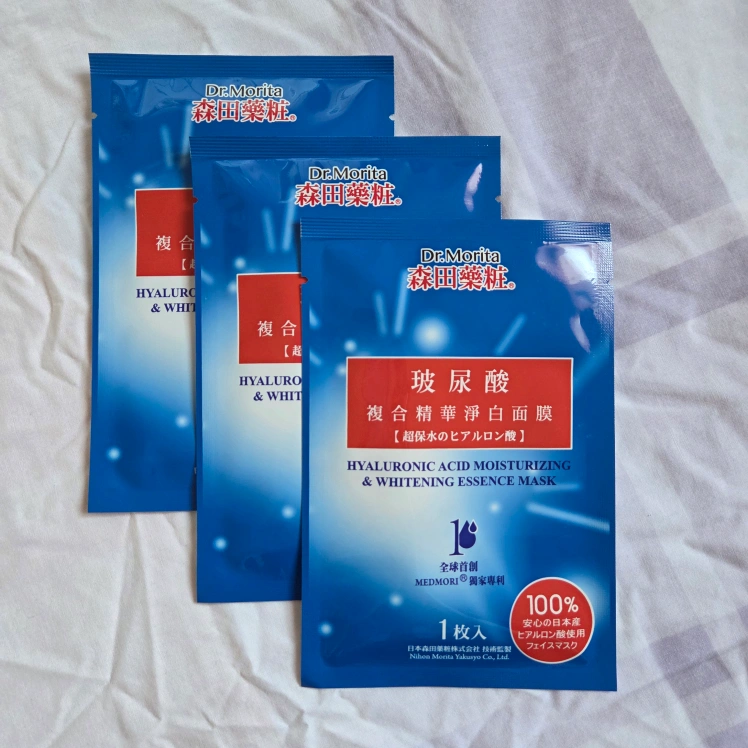 Dr.Morita
森田藥粧®
複合
【超
HYALURO
& WHIT
Dr.Morita
森田藥粧®
複合
【超
HYALURO
& WHIT
Dr.Morita
森田藥粧®
玻尿酸
複合精華淨白面膜
【超保水のヒアルロン酸】
HYALURONIC ACID MOISTURIZING
& WHITENING ESSENCE MASK
全球首創
MEDMORI® 獨家專利
1枚入
日本森田藥粧株式会社 技術監製
Nihon Morita Yakusyo Co., Ltd.
100%
安心の日本産
ヒアルロン酸使用
フェイスマスク